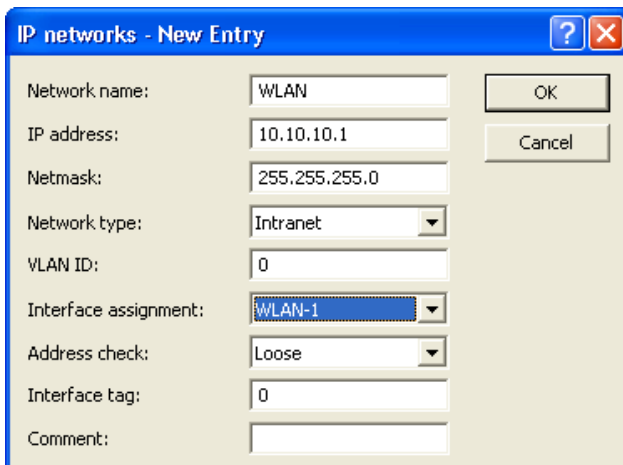 IP networks - New Entry
Network name: WLAN OK
IP address: 10.10.10.1 Cancel
Netmask: 255.255.255.0
Network type: Intranet
VLAN ID: 0
Interface assignment: WLAN-1
Address check: Loose
Interface tag: 0
Comment: